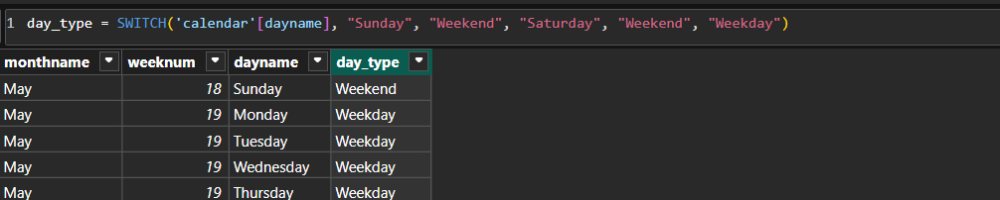 1 day_type = SWITCH('calendar'[dayname], "Sunday", "Weekend", "Saturday", "Weekend", "Weekday")
monthname weeknum dayname day_type
May 18 Sunday Weekend
May 19 Monday Weekday
May 19 Tuesday Weekday
May 19 Wednesday Weekday
May 19 Thursday Weekday